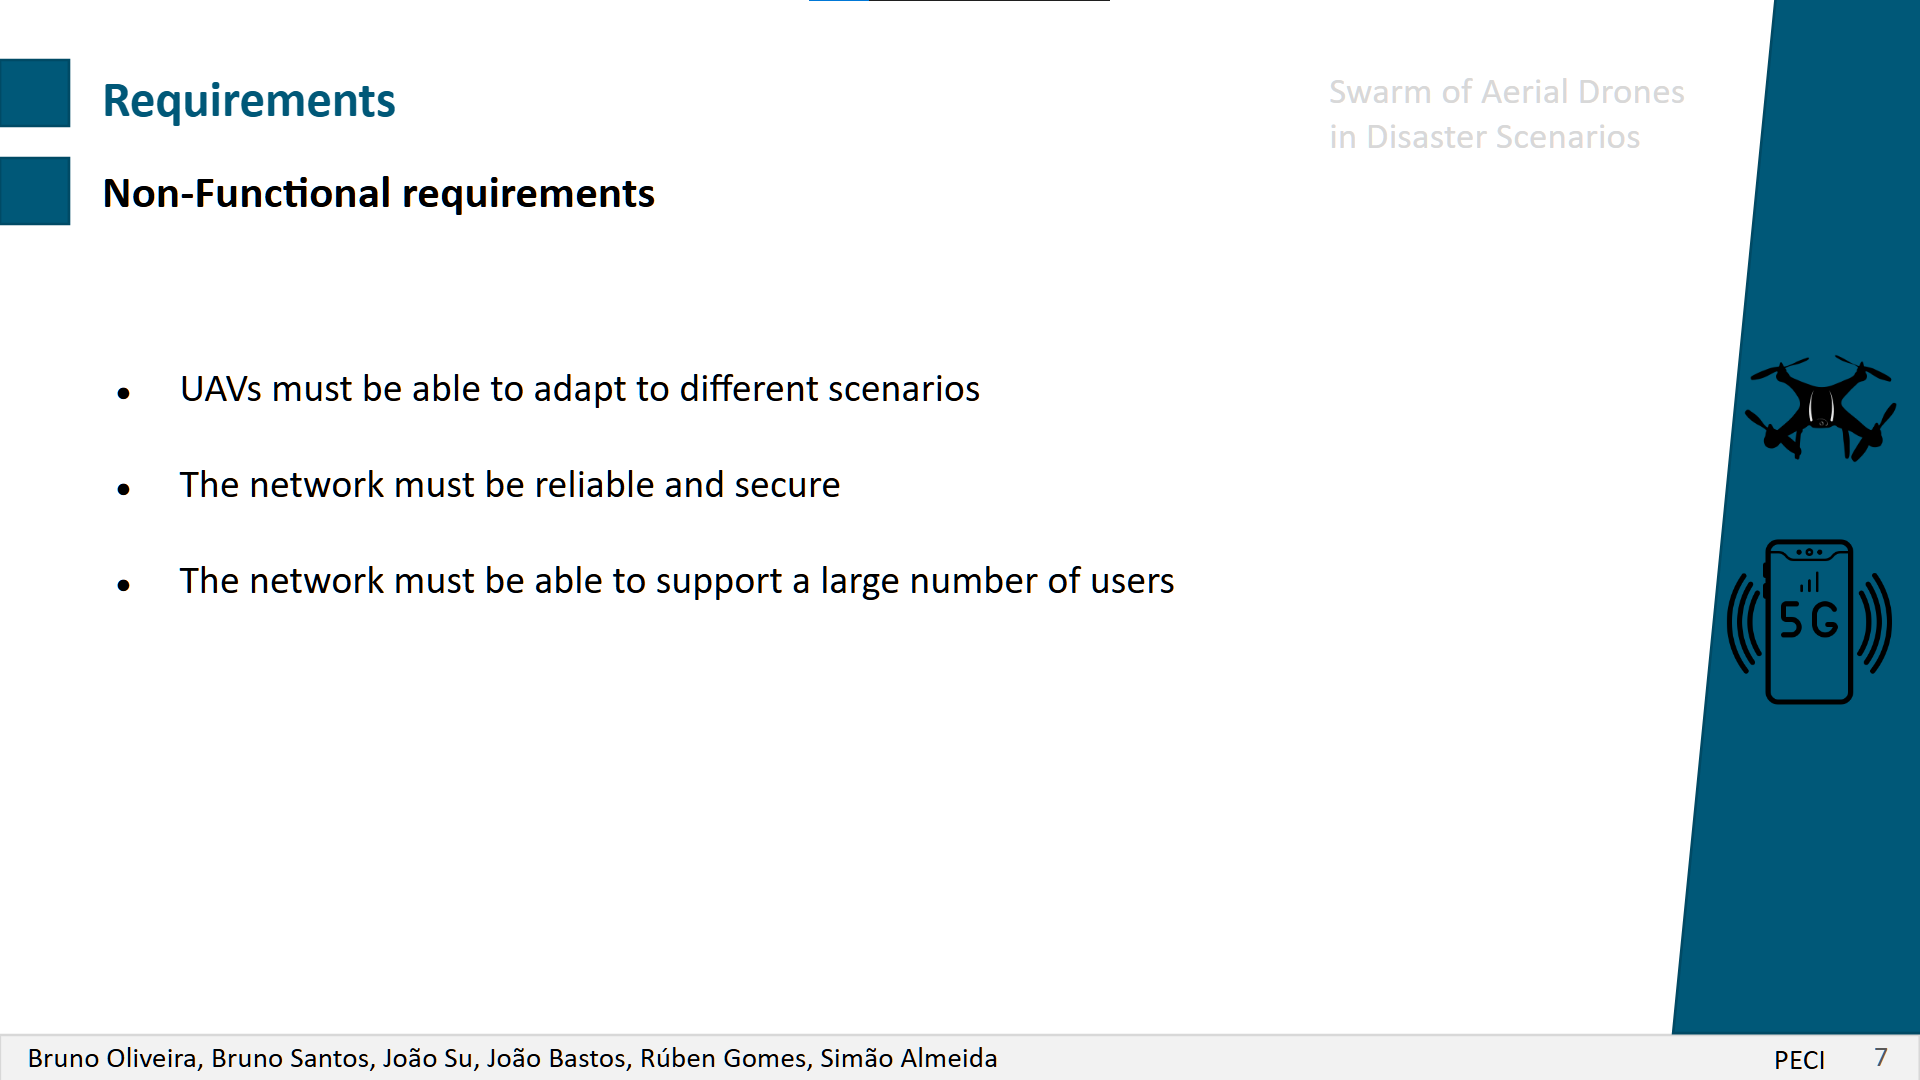 Requirements
Swarm of Aerial Drones
in Disaster Scenarios
Non-Functional requirements
• UAVs must be able to adapt to different scenarios
• The network must be reliable and secure
• The network must be able to support a large number of users
5G
Bruno Oliveira, Bruno Santos, João Su, João Bastos, Rúben Gomes, Simão Almeida
PECI 7